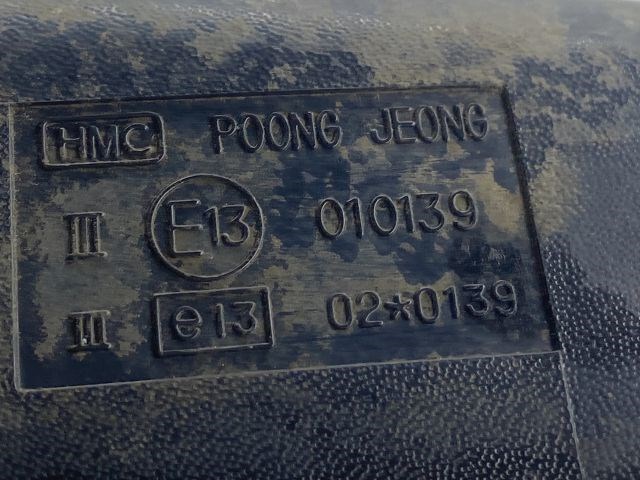 HMC POONG JEONG
III E13 010139
III e13 02*0139